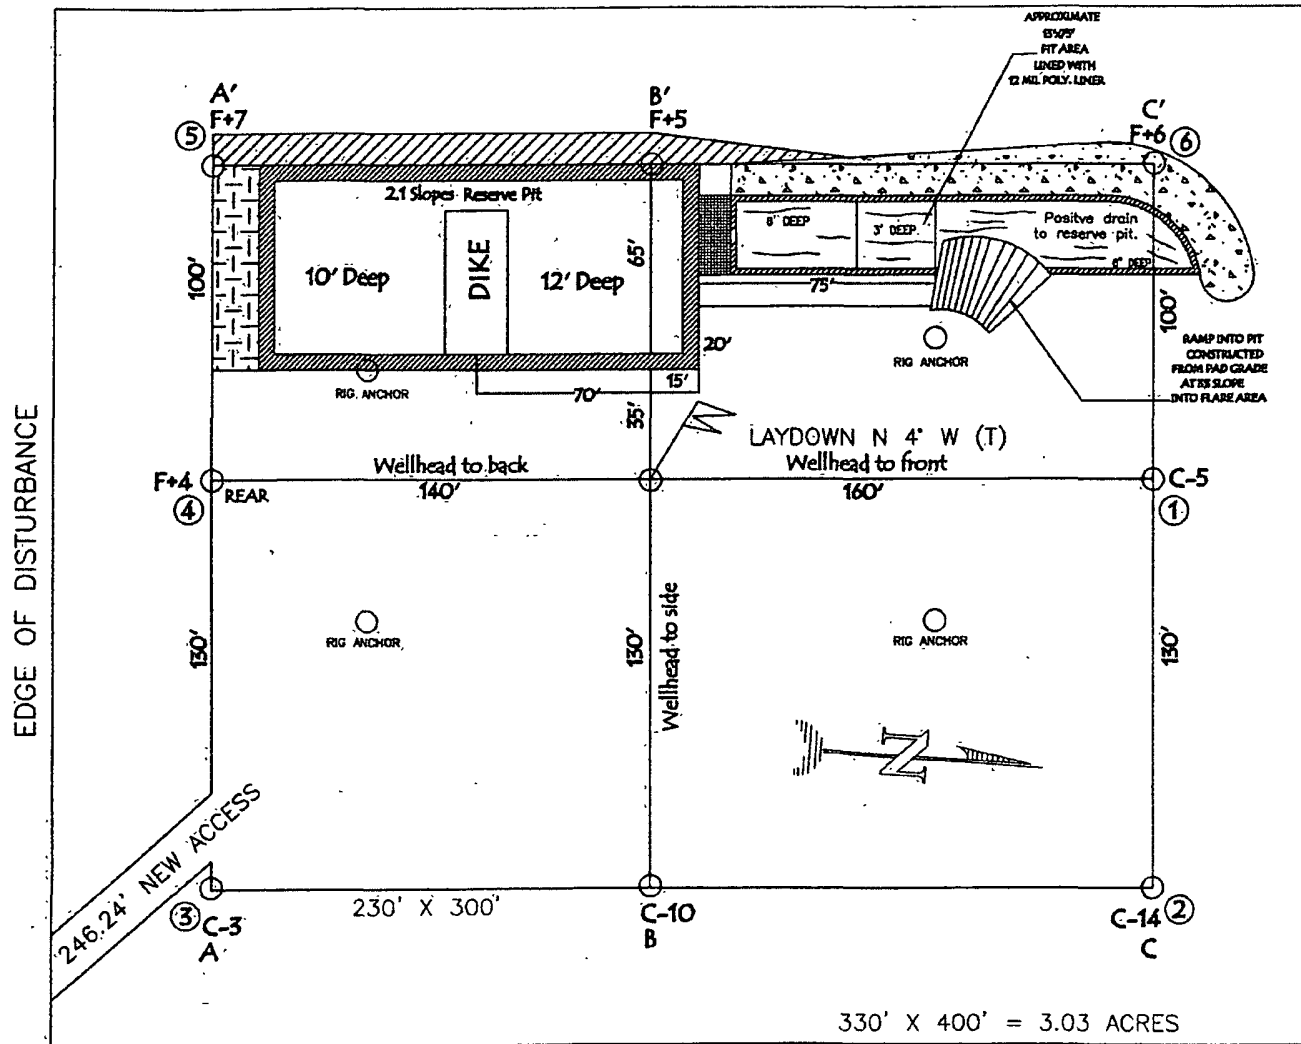 APPROXIMATE
PIT AREA
LINED WITH
12 MIL POLY. LINER
A'
F+7
5
B'
F+5
C'
F+6
6
2:1 Slopes Reserve Pit
10' Deep
DIKE
12' Deep
65'
100'
8' DEEP
3' DEEP
Positve drain
to reserve pit.
6" DEEP
75'
100'
20'
15'
70'
35'
RIG ANCHOR
RIG ANCHOR
RAMP INTO PIT
CONSTRUCTED
FROM PAD GRADE
SLOPE
INTO FLARE AREA
N
LAYDOWN N 4° W (T)
Wellhead to back
140'
Wellhead to front
160'
F+4
4
REAR
C-5
1
EDGE OF DISTURBANCE
RIG ANCHOR
RIG ANCHOR
130'
130'
Wellhead to side
130'
N
246.24' NEW ACCESS
3
C-3
A
230' X 300'
C-10
B
C-14
2
C
330' X 400' = 3.03 ACRES